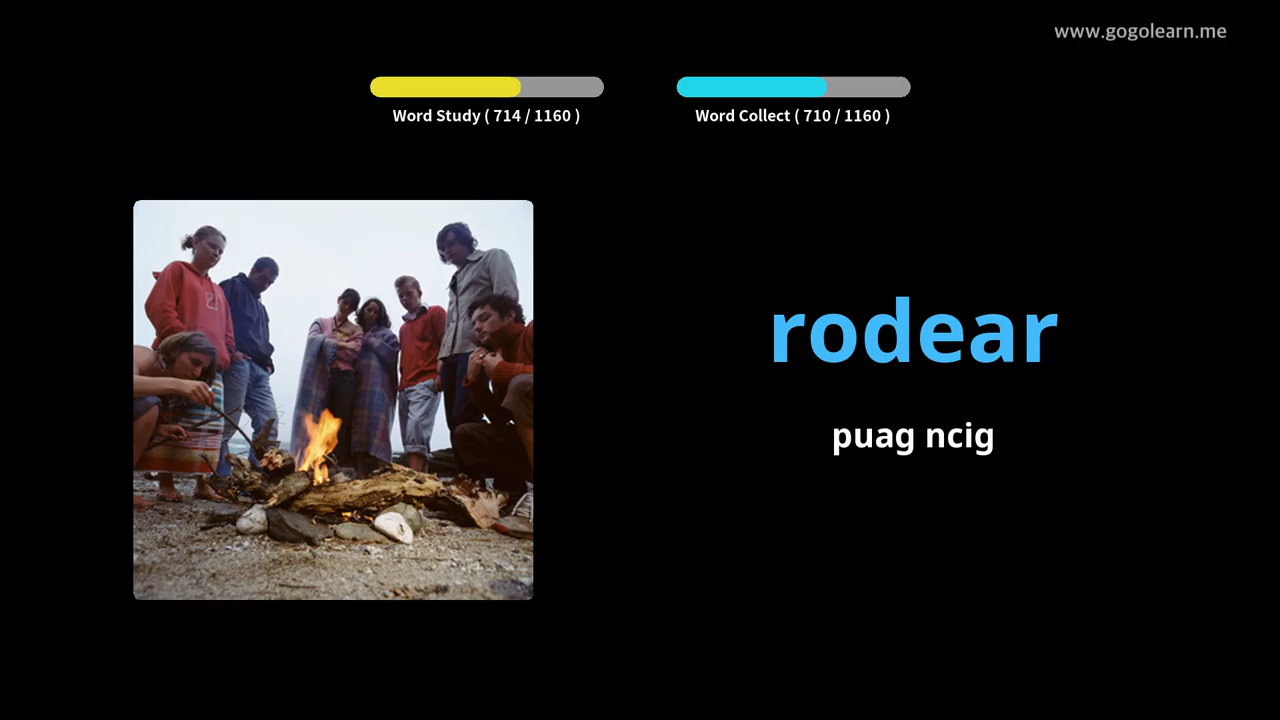 www.gogolearn.me
Word Study ( 714 / 1160 )
Word Collect ( 710 / 1160 )
rodear
puag ncig